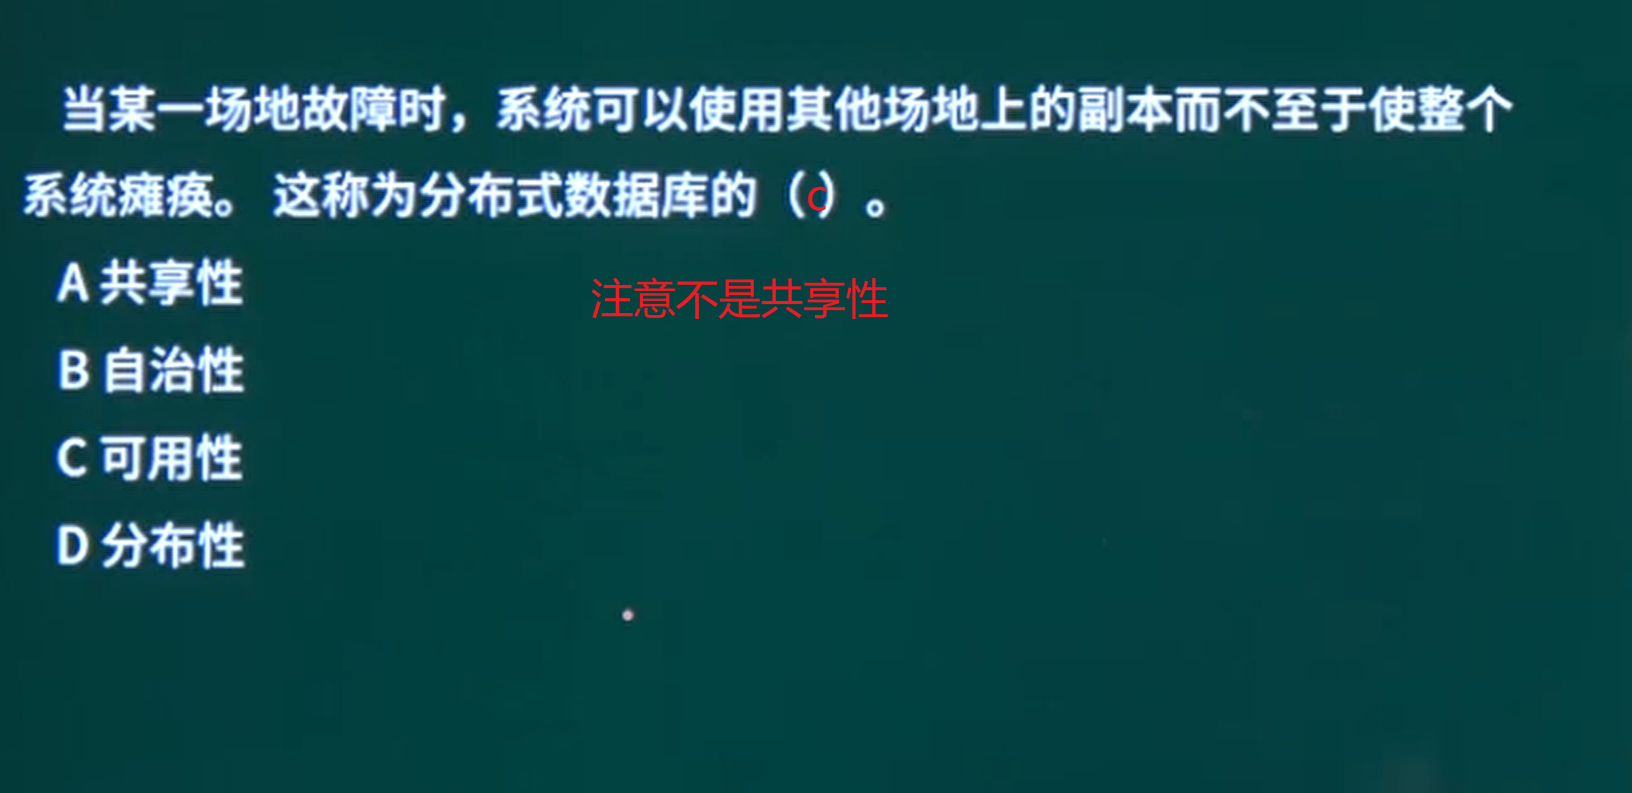 当某一场地故障时，系统可以使用其他场地上的副本而不至于使整个
系统瘫痪。 这称为分布式数据库的（C）。
A 共享性
注意不是共享性
B 自治性
C 可用性
D 分布性